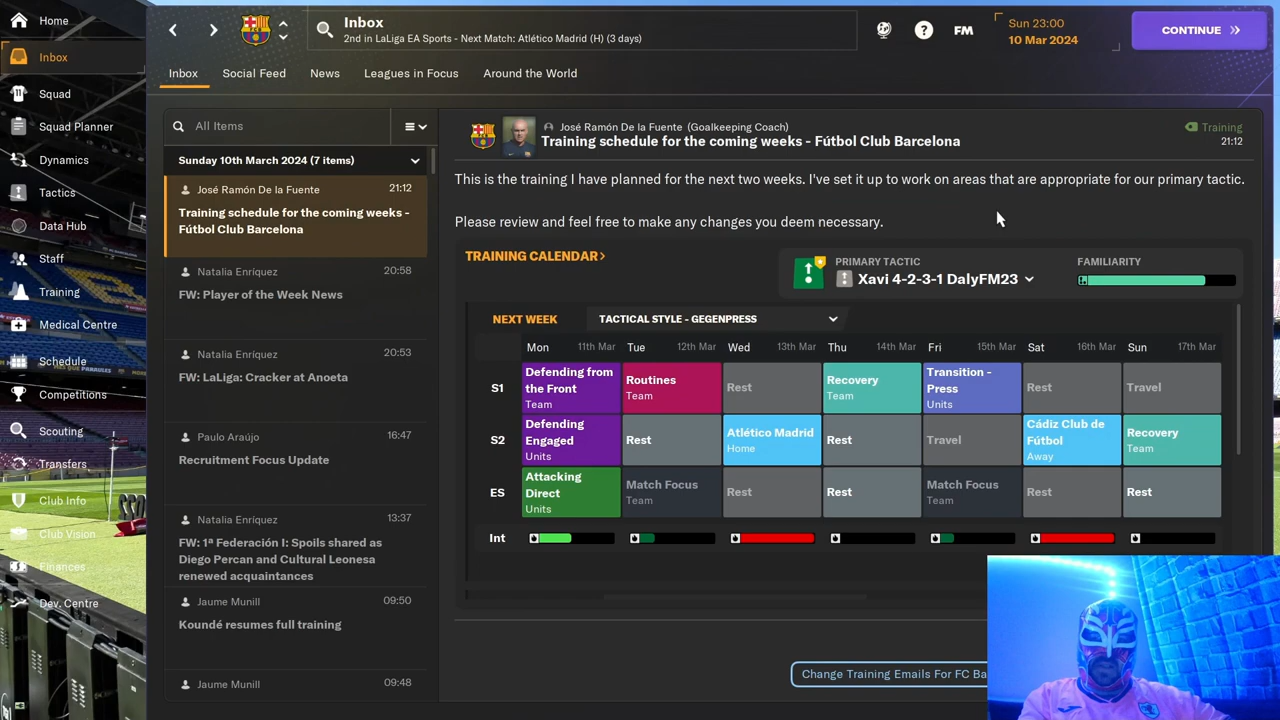 Home
Inbox
Squad
Squad Planner
Dynamics
Tactics
Data Hub
Staff
Training
Medical Centre
Schedule
Competitions
Scouting
Transfers
Club Info
Club Vision
Finances
Dev. Centre
Inbox
2nd in LaLiga EA Sports - Next Match: Atlético Madrid (H) (3 days)
?
FM
Sun 23:00
10 Mar 2024
CONTINUE
Inbox
Social Feed
News
Leagues in Focus
Around the World
All Items
Sunday 10th March 2024 (7 items)
José Ramón De la Fuente 21:12
Training schedule for the coming weeks -
Fútbol Club Barcelona
Natalia Enríquez 20:58
FW: Player of the Week News
Natalia Enríquez 20:53
FW: LaLiga: Cracker at Anoeta
Paulo Araújo 16:47
Recruitment Focus Update
Natalia Enríquez 13:37
FW: 1ª Federación I: Spoils shared as
Diego Percan and Cultural Leonesa
renewed acquaintances
Jaume Munill 09:50
Koundé resumes full training
Jaume Munill 09:48
José Ramón De la Fuente (Goalkeeping Coach)
Training schedule for the coming weeks - Fútbol Club Barcelona
Training
21:12
This is the training I have planned for the next two weeks. I've set it up to work on areas that are appropriate for our primary tactic.
Please review and feel free to make any changes you deem necessary.
TRAINING CALENDAR >
PRIMARY TACTIC
Xavi 4-2-3-1 DalyFM23
FAMILIARITY
NEXT WEEK
TACTICAL STYLE - GEGENPRESS
Mon 11th Mar Tue 12th Mar Wed 13th Mar Thu 14th Mar Fri 15th Mar Sat 16th Mar Sun 17th Mar
S1
Defending from
the Front
Team
Routines
Team
Rest
Recovery
Team
Transition -
Press
Units
Rest
Travel
S2
Defending
Engaged
Units
Rest
Atlético Madrid
Home
Rest
Travel
Cádiz Club de
Fútbol
Away
Recovery
Team
ES
Attacking
Direct
Units
Match Focus
Team
Rest
Rest
Match Focus
Team
Rest
Rest
Int
Change Training Emails For FC Ba